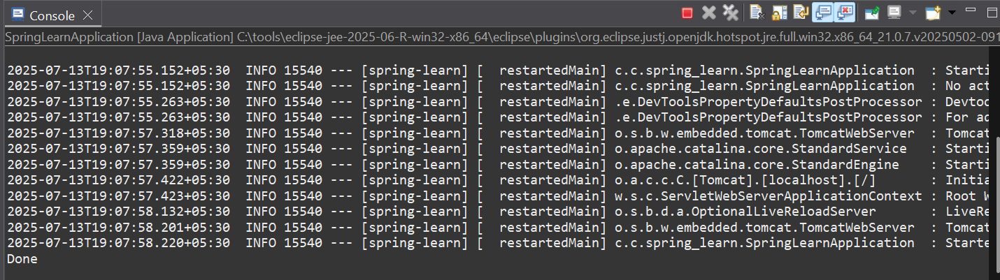 Console
SpringLearnApplication [Java Application] C:\tools\eclipse-jee-2025-06-R-win32-x86_64\eclipse\plugins\org.eclipse.justj.openjdk.hotspot.jre.full.win32.x86_64_21.0.7.v20250502-091
2025-07-13T19:07:55.152+05:30  INFO 15540 --- [spring-learn] [  restartedMain] c.c.spring_learn.SpringLearnApplication  : Starti
2025-07-13T19:07:55.152+05:30  INFO 15540 --- [spring-learn] [  restartedMain] c.c.spring_learn.SpringLearnApplication  : No act
2025-07-13T19:07:55.263+05:30  INFO 15540 --- [spring-learn] [  restartedMain] .e.DevToolsPropertyDefaultsPostProcessor : Devtoo
2025-07-13T19:07:55.263+05:30  INFO 15540 --- [spring-learn] [  restartedMain] .e.DevToolsPropertyDefaultsPostProcessor : For ad
2025-07-13T19:07:57.318+05:30  INFO 15540 --- [spring-learn] [  restartedMain] o.s.b.w.embedded.tomcat.TomcatWebServer  : Tomcat
2025-07-13T19:07:57.359+05:30  INFO 15540 --- [spring-learn] [  restartedMain] o.apache.catalina.core.StandardService   : Starti
2025-07-13T19:07:57.359+05:30  INFO 15540 --- [spring-learn] [  restartedMain] o.apache.catalina.core.StandardEngine    : Starti
2025-07-13T19:07:57.422+05:30  INFO 15540 --- [spring-learn] [  restartedMain] o.a.c.c.C.[Tomcat].[localhost].[/]       : Initia
2025-07-13T19:07:57.423+05:30  INFO 15540 --- [spring-learn] [  restartedMain] w.s.c.ServletWebServerApplicationContext : Root W
2025-07-13T19:07:58.132+05:30  INFO 15540 --- [spring-learn] [  restartedMain] o.s.b.d.a.OptionalLiveReloadServer       : LiveRe
2025-07-13T19:07:58.201+05:30  INFO 15540 --- [spring-learn] [  restartedMain] o.s.b.w.embedded.tomcat.TomcatWebServer  : Tomcat
2025-07-13T19:07:58.220+05:30  INFO 15540 --- [spring-learn] [  restartedMain] c.c.spring_learn.SpringLearnApplication  : Starte
Done